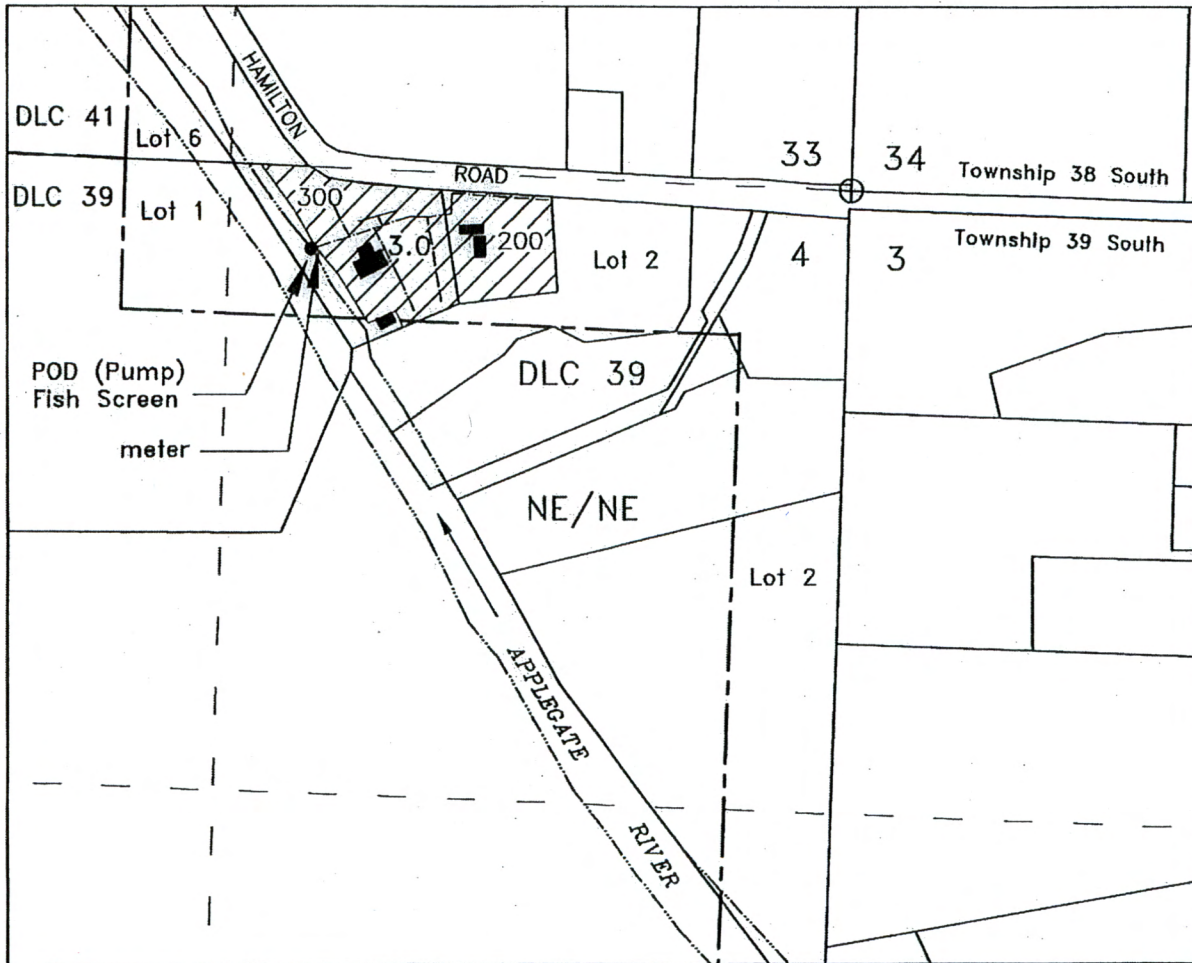 HAMILTON
ROAD
DLC 41
Lot 6
33
34
Township 38 South
DLC 39
Lot 1
300
3.0
200
Lot 2
4
3
Township 39 South
POD (Pump)
Fish Screen
meter
DLC 39
NE/NE
Lot 2
APPLEGATE
RIVER